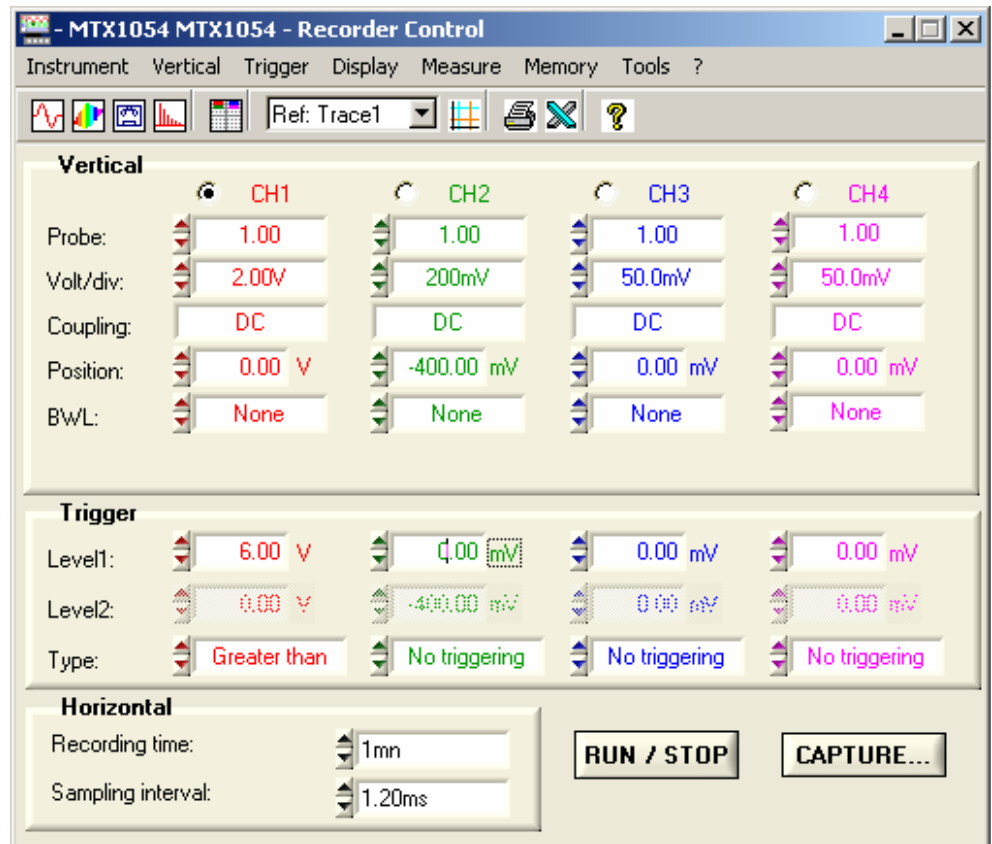 - MTX1054 MTX1054 - Recorder Control
Instrument Vertical Trigger Display Measure Memory Tools ?
Ref: Trace1
Vertical
CH1 CH2 CH3 CH4
Probe: 1.00 1.00 1.00 1.00
Volt/div: 2.00V 200mV 50.0mV 50.0mV
Coupling: DC DC DC DC
Position: 0.00 V -400.00 mV 0.00 mV 0.00 mV
BWL: None None None None
Trigger
Level1: 6.00 V 0.00 mV 0.00 mV 0.00 mV
Level2: 0.00 V -400.00 mV 0.00 mV 0.00 mV
Type: Greater than No triggering No triggering No triggering
Horizontal
Recording time: 1mn
Sampling interval: 1.20ms
RUN / STOP CAPTURE...